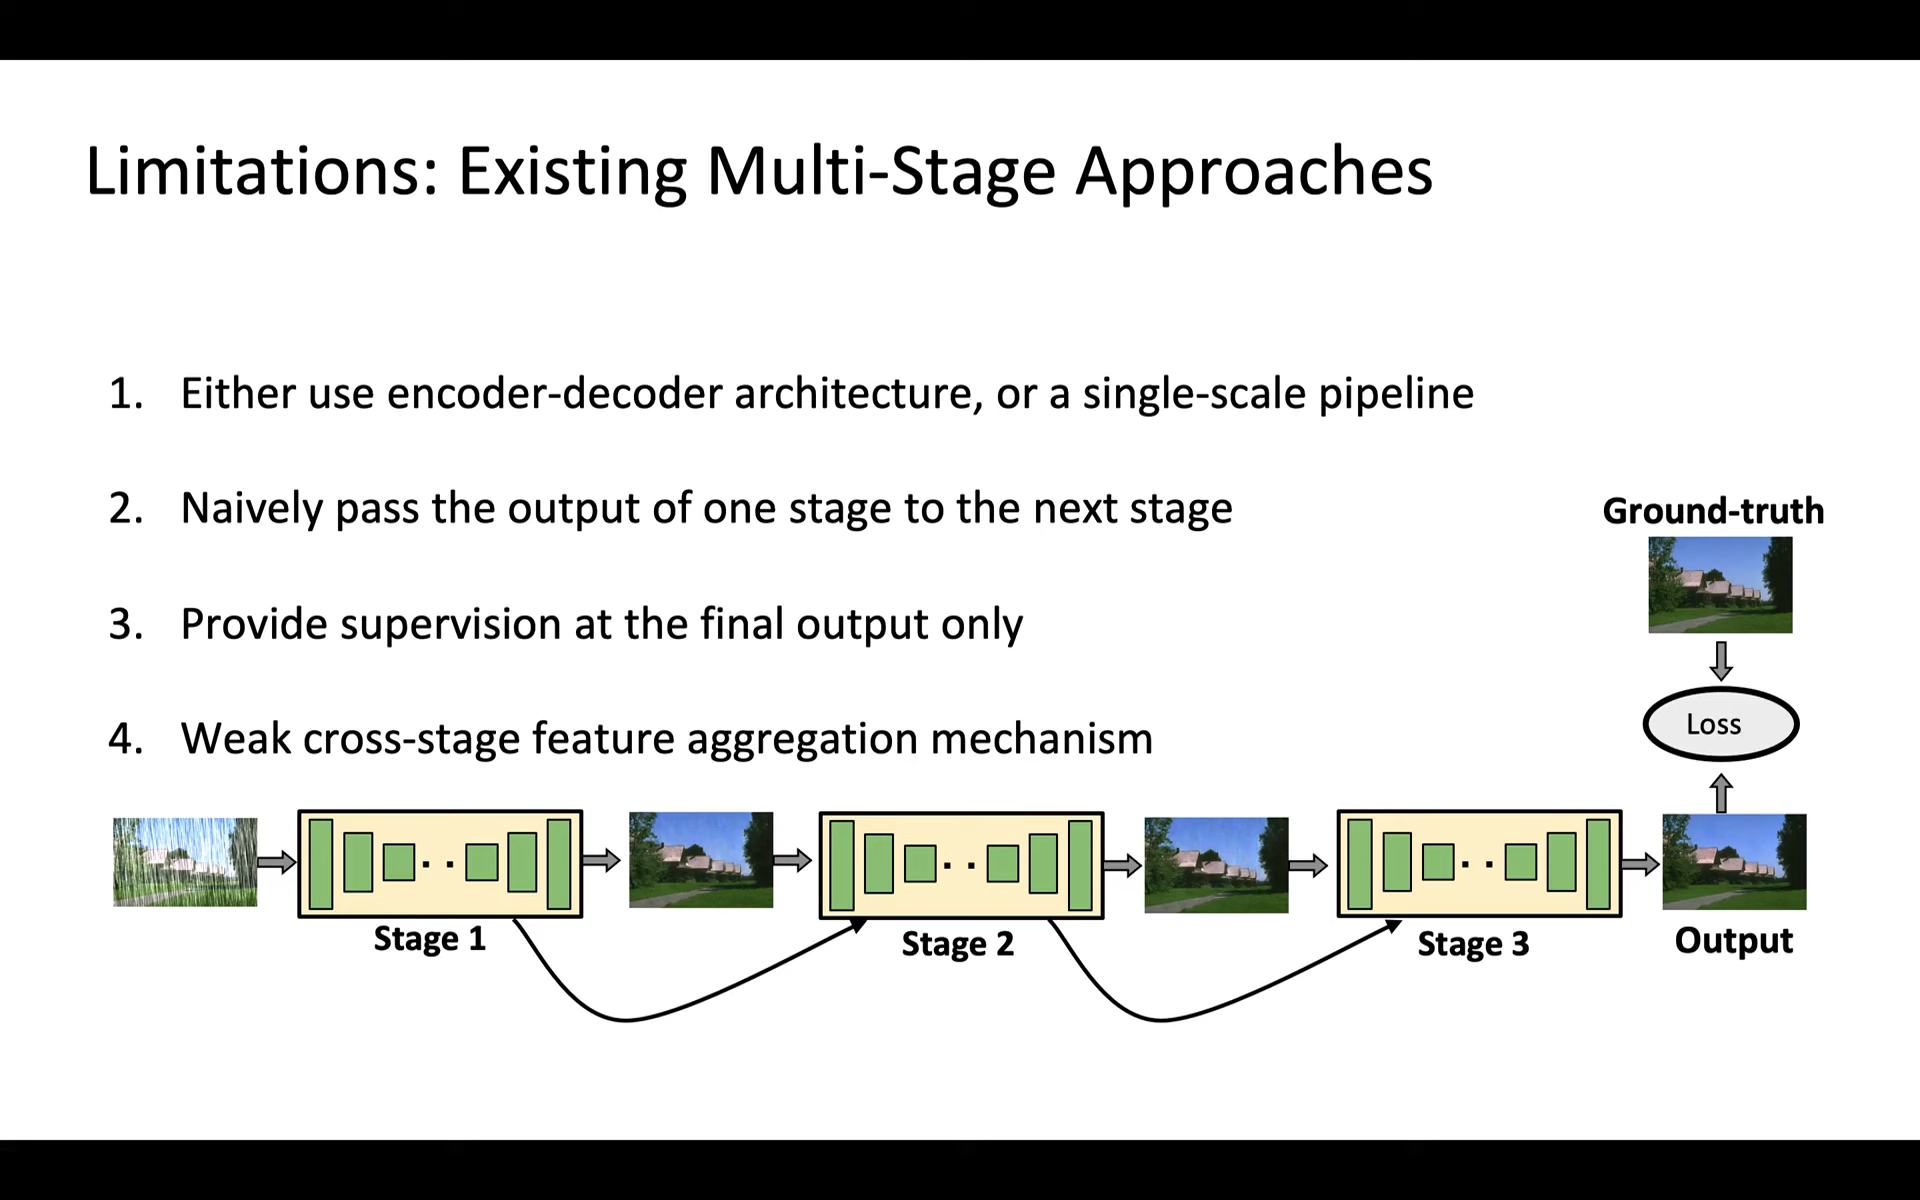 Limitations: Existing Multi-Stage Approaches
1. Either use encoder-decoder architecture, or a single-scale pipeline
2. Naively pass the output of one stage to the next stage
3. Provide supervision at the final output only
4. Weak cross-stage feature aggregation mechanism
Ground-truth
Loss
Stage 1
Stage 2
Stage 3
Output